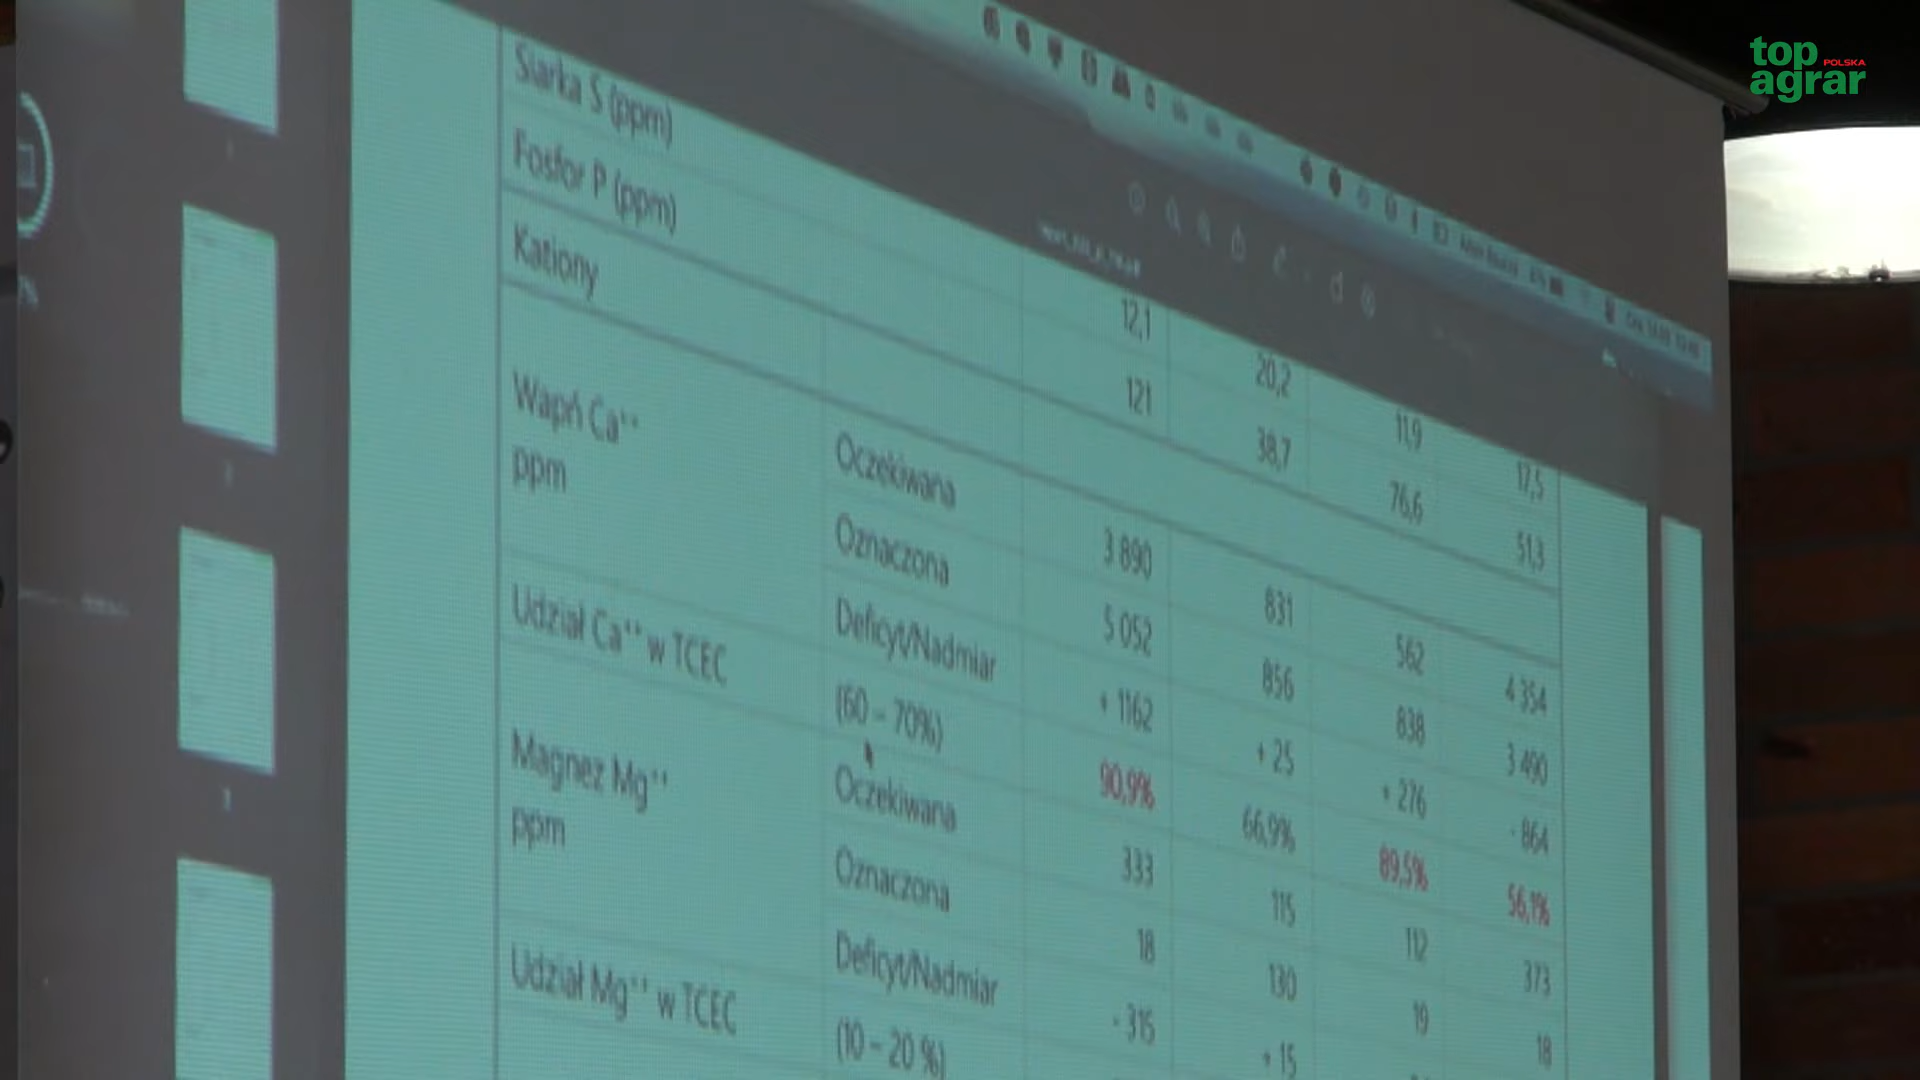 top
POLSKA
agrar
Siarka S (ppm) 12,1 20,2 11,9 17,5
Fosfor P (ppm) 121 38,7 76,6 51,3
Kationy
Wapń Ca⁺⁺ ppm Oczekiwana 3 890 831 562 4 354
Oznaczona 5 052 856 838 3 490
Deficyt/Nadmiar + 1162 + 25 + 276 - 864
Udział Ca⁺⁺ w TCEC (60 – 70%) 90,9% 66,9% 89,5% 56,1%
Magnez Mg⁺⁺ ppm Oczekiwana 333 115 112 373
Oznaczona 18 130 19 18
Deficyt/Nadmiar - 315 + 15
Udział Mg⁺⁺ w TCEC (10 – 20 %)